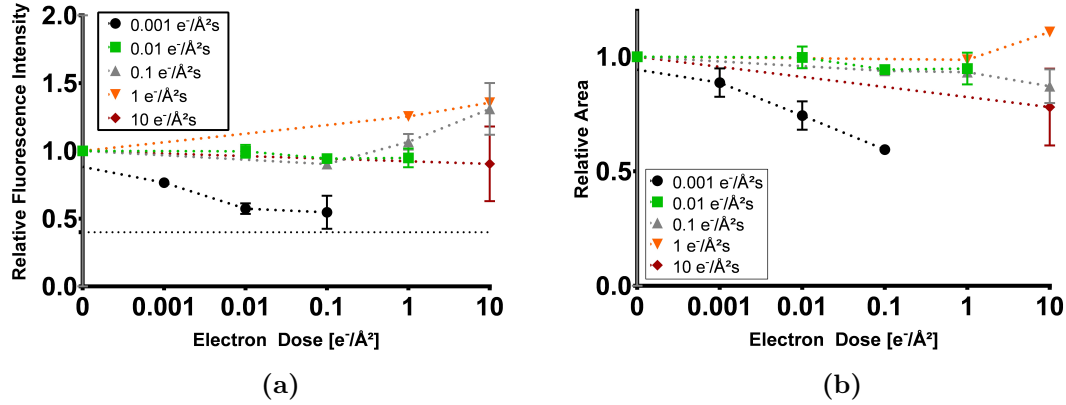 Relative Fluorescence Intensity
2.0
1.5
1.0
0.5
0.0
0.001 e⁻/Å²s
0.01 e⁻/Å²s
0.1 e⁻/Å²s
1 e⁻/Å²s
10 e⁻/Å²s
0 0.001 0.01 0.1 1 10
Electron Dose [e⁻/Å²]
(a)
Relative Area
1.0
0.5
0.0
0.001 e⁻/Å²s
0.01 e⁻/Å²s
0.1 e⁻/Å²s
1 e⁻/Å²s
10 e⁻/Å²s
0 0.001 0.01 0.1 1 10
Electron Dose [e⁻/Å²]
(b)